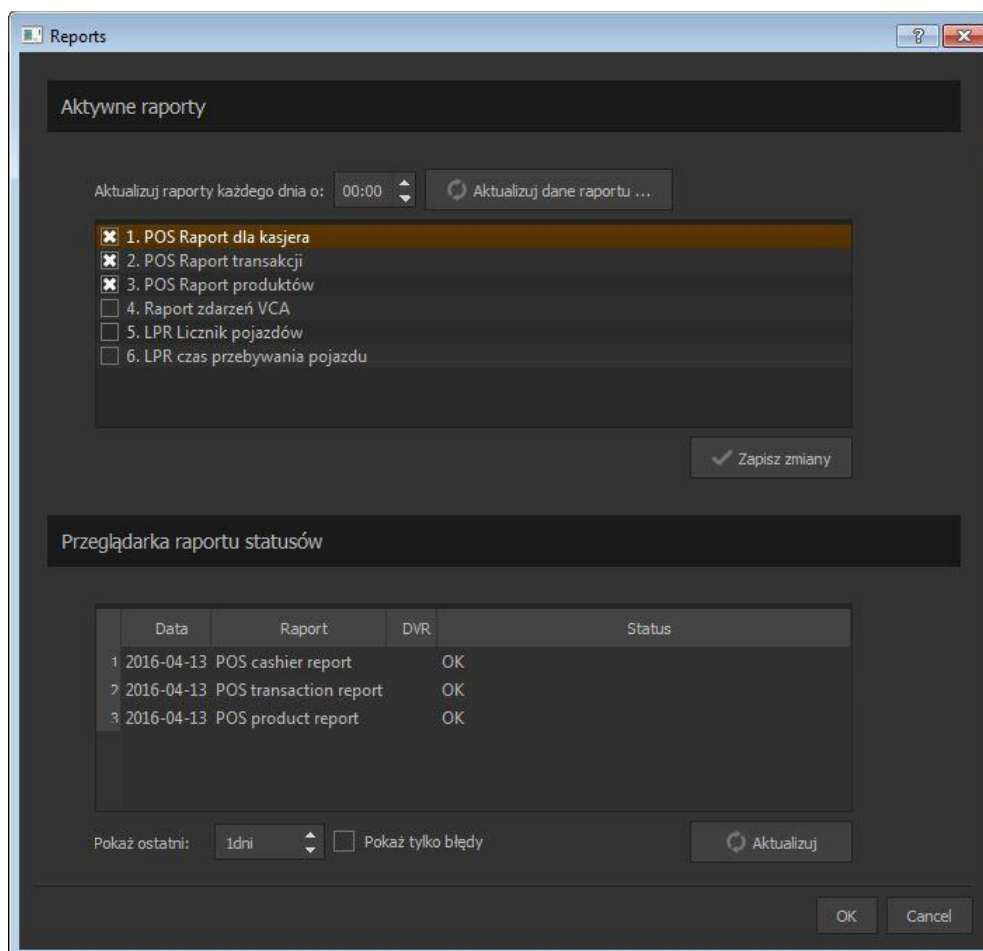 Reports
Aktywne raporty
Aktualizuj raporty każdego dnia o: 00:00 Aktualizuj dane raportu ...
1. POS Raport dla kasjera
2. POS Raport transakcji
3. POS Raport produktów
4. Raport zdarzeń VCA
5. LPR Licznik pojazdów
6. LPR czas przebywania pojazdu
Zapisz zmiany
Przeglądarka raportu statusów
Data Raport DVR Status
1 2016-04-13 POS cashier report OK
2 2016-04-13 POS transaction report OK
3 2016-04-13 POS product report OK
Pokaż ostatni: 1dni Pokaż tylko błędy Aktualizuj
OK Cancel